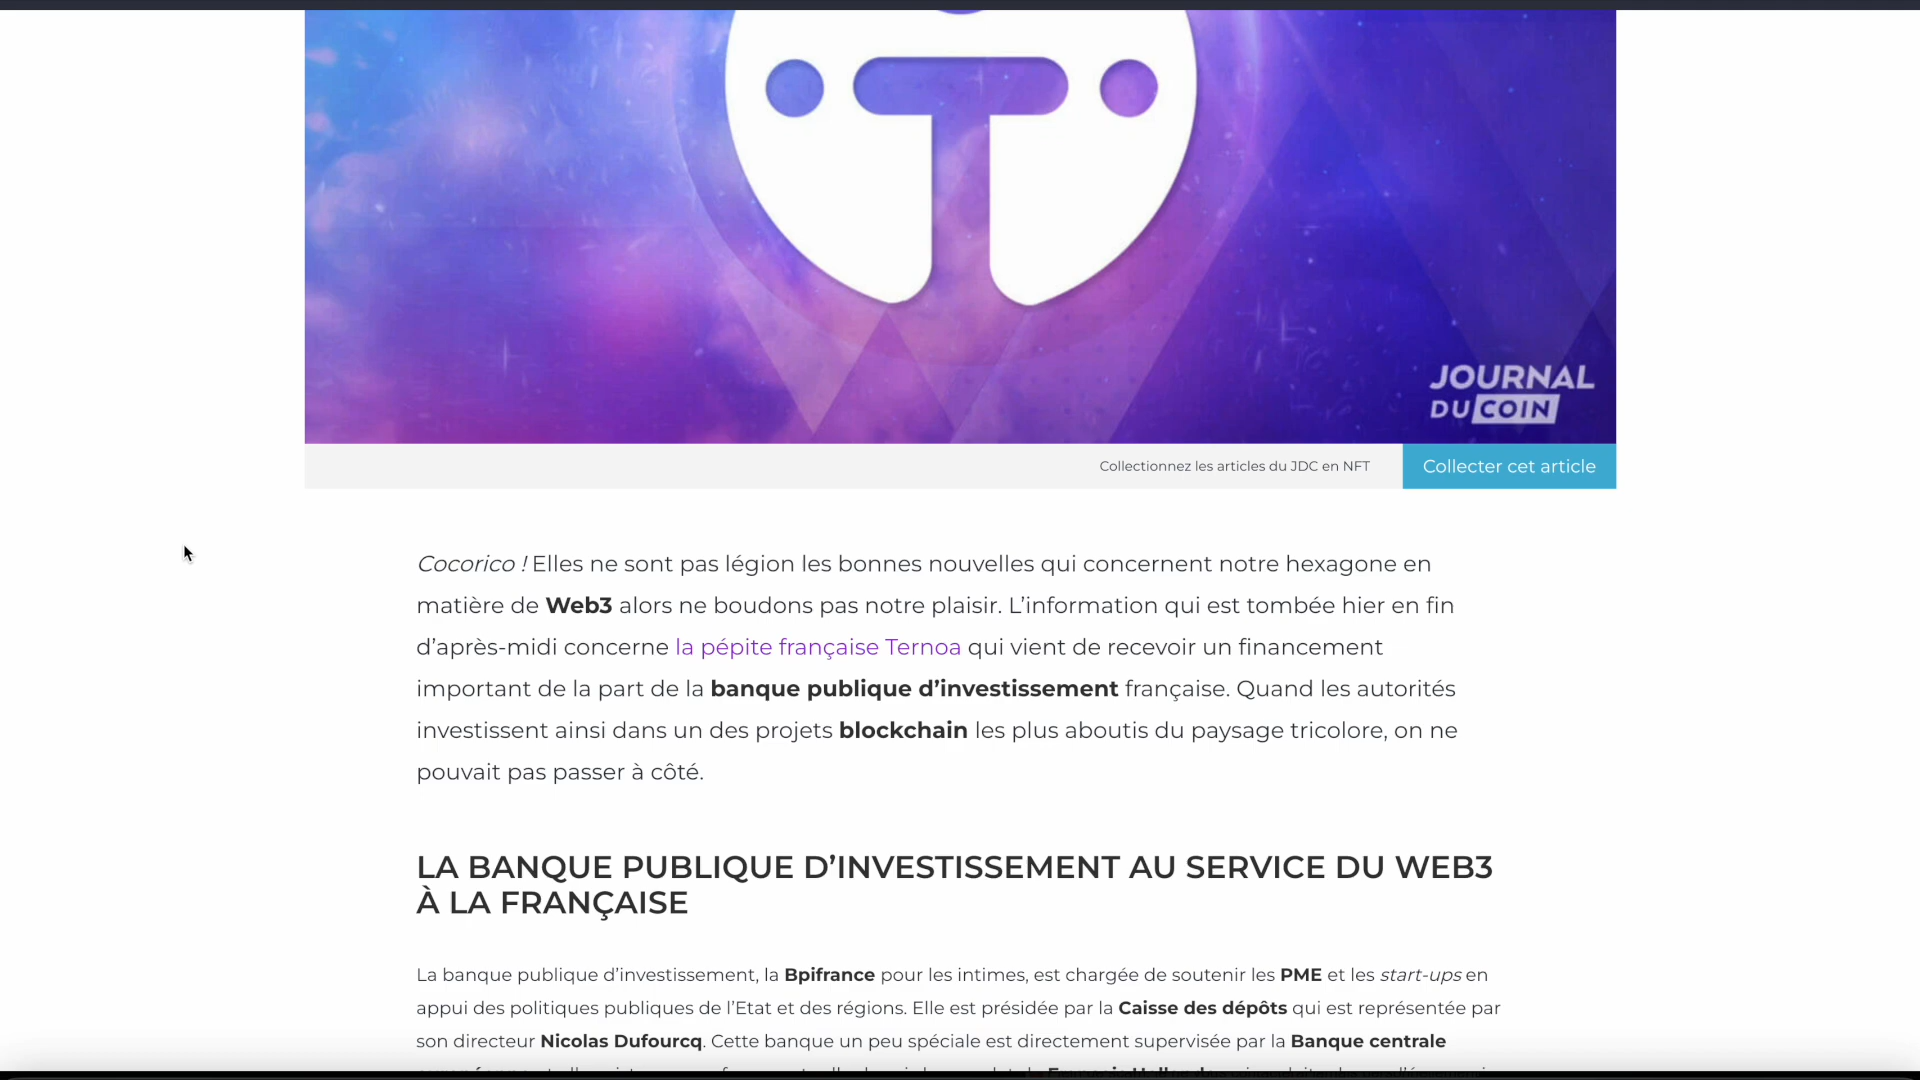 JOURNAL
DU COIN
Collectionnez les articles du JDC en NFT
Collecter cet article
Cocorico ! Elles ne sont pas légion les bonnes nouvelles qui concernent notre hexagone en
matière de Web3 alors ne boudons pas notre plaisir. L’information qui est tombée hier en fin
d’après-midi concerne la pépite française Ternoa qui vient de recevoir un financement
important de la part de la banque publique d’investissement française. Quand les autorités
investissent ainsi dans un des projets blockchain les plus aboutis du paysage tricolore, on ne
pouvait pas passer à côté.
LA BANQUE PUBLIQUE D’INVESTISSEMENT AU SERVICE DU WEB3
À LA FRANÇAISE
La banque publique d’investissement, la Bpifrance pour les intimes, est chargée de soutenir les PME et les start-ups en
appui des politiques publiques de l’Etat et des régions. Elle est présidée par la Caisse des dépôts qui est représentée par
son directeur Nicolas Dufourcq. Cette banque un peu spéciale est directement supervisée par la Banque centrale